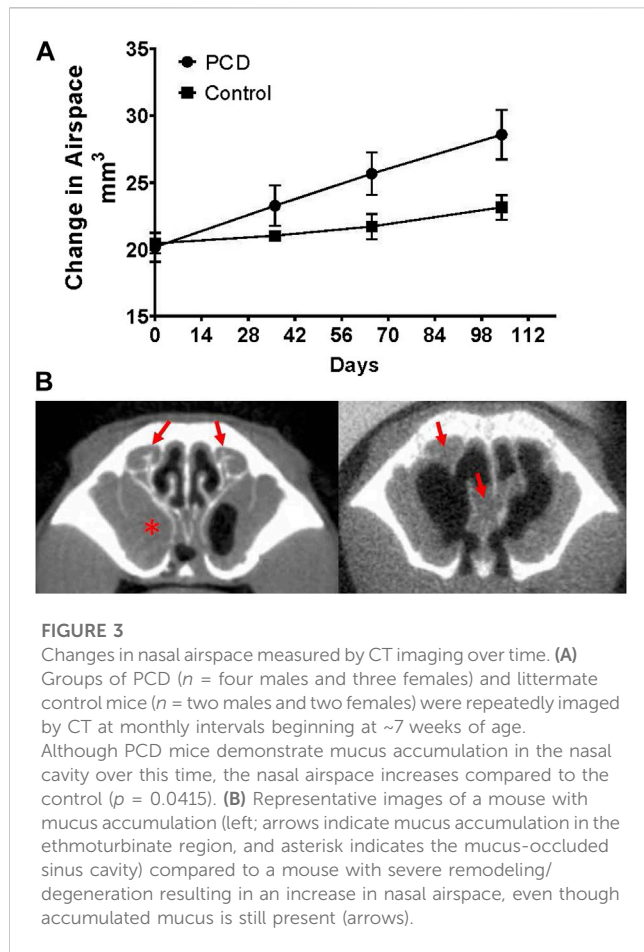 A
35
PCD
Control
30
25
20
15
Change in Airspace
mm³
0 14 28 42 56 70 84 98 112
Days
B
*
FIGURE 3
Changes in nasal airspace measured by CT imaging over time. (A)
Groups of PCD (n = four males and three females) and littermate
control mice (n = two males and two females) were repeatedly imaged
by CT at monthly intervals beginning at ~7 weeks of age.
Although PCD mice demonstrate mucus accumulation in the nasal
cavity over this time, the nasal airspace increases compared to the
control (p = 0.0415). (B) Representative images of a mouse with
mucus accumulation (left; arrows indicate mucus accumulation in the
ethmoturbinate region, and asterisk indicates the mucus-occluded
sinus cavity) compared to a mouse with severe remodeling/
degeneration resulting in an increase in nasal airspace, even though
accumulated mucus is still present (arrows).